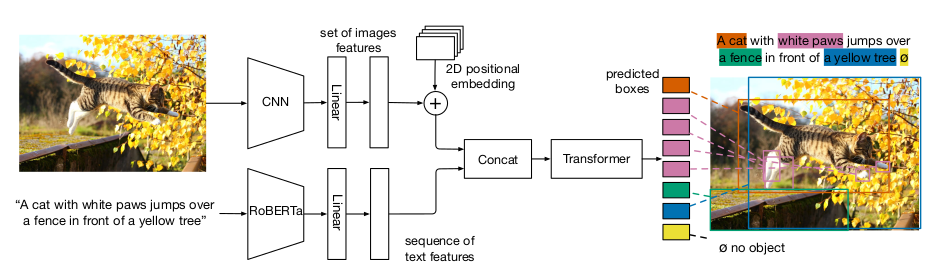 set of images
features
CNN
Linear
2D positional
embedding
+
"A cat with white paws jumps over
a fence in front of a yellow tree"
RoBERTa
Linear
sequence of
text features
Concat
Transformer
predicted
boxes
A cat with white paws jumps over
a fence in front of a yellow tree ø
ø no object